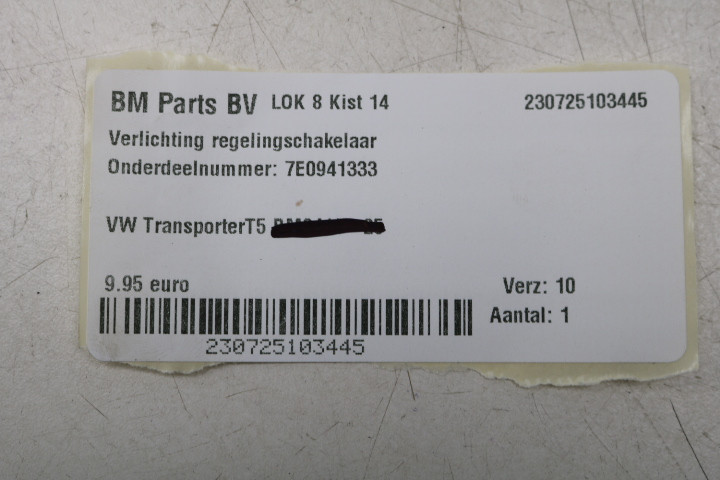 BM Parts BV LOK 8 Kist 14 230725103445
Verlichting regelingschakelaar
Onderdeelnummer: 7E0941333
VW TransporterT5
9.95 euro Verz: 10
Aantal: 1
230725103445